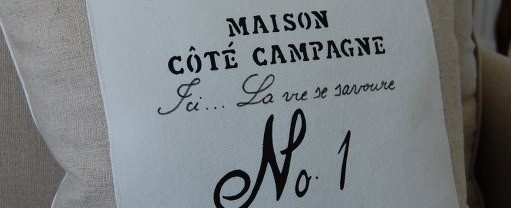 MAISON
CÔTÉ CAMPAGNE
Ici... La vie se savoure
No. 1